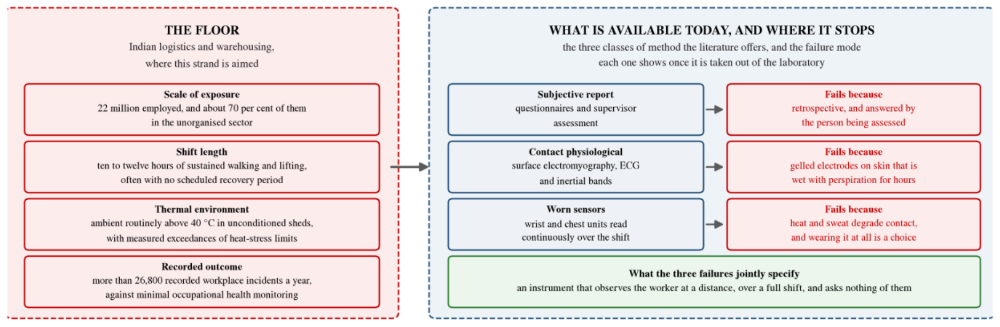 THE FLOOR
Indian logistics and warehousing,
where this strand is aimed
Scale of exposure
22 million employed, and about 70 per cent of them
in the unorganised sector
Shift length
ten to twelve hours of sustained walking and lifting,
often with no scheduled recovery period
Thermal environment
ambient routinely above 40 °C in unconditioned sheds,
with measured exceedances of heat-stress limits
Recorded outcome
more than 26,800 recorded workplace incidents a year,
against minimal occupational health monitoring
WHAT IS AVAILABLE TODAY, AND WHERE IT STOPS
the three classes of method the literature offers, and the failure mode
each one shows once it is taken out of the laboratory
Subjective report
questionnaires and supervisor
assessment
Fails because
retrospective, and answered by
the person being assessed
Contact physiological
surface electromyography, ECG
and inertial bands
Fails because
gelled electrodes on skin that is
wet with perspiration for hours
Worn sensors
wrist and chest units read
continuously over the shift
Fails because
heat and sweat degrade contact,
and wearing it at all is a choice
What the three failures jointly specify
an instrument that observes the worker at a distance, over a full shift, and asks nothing of them